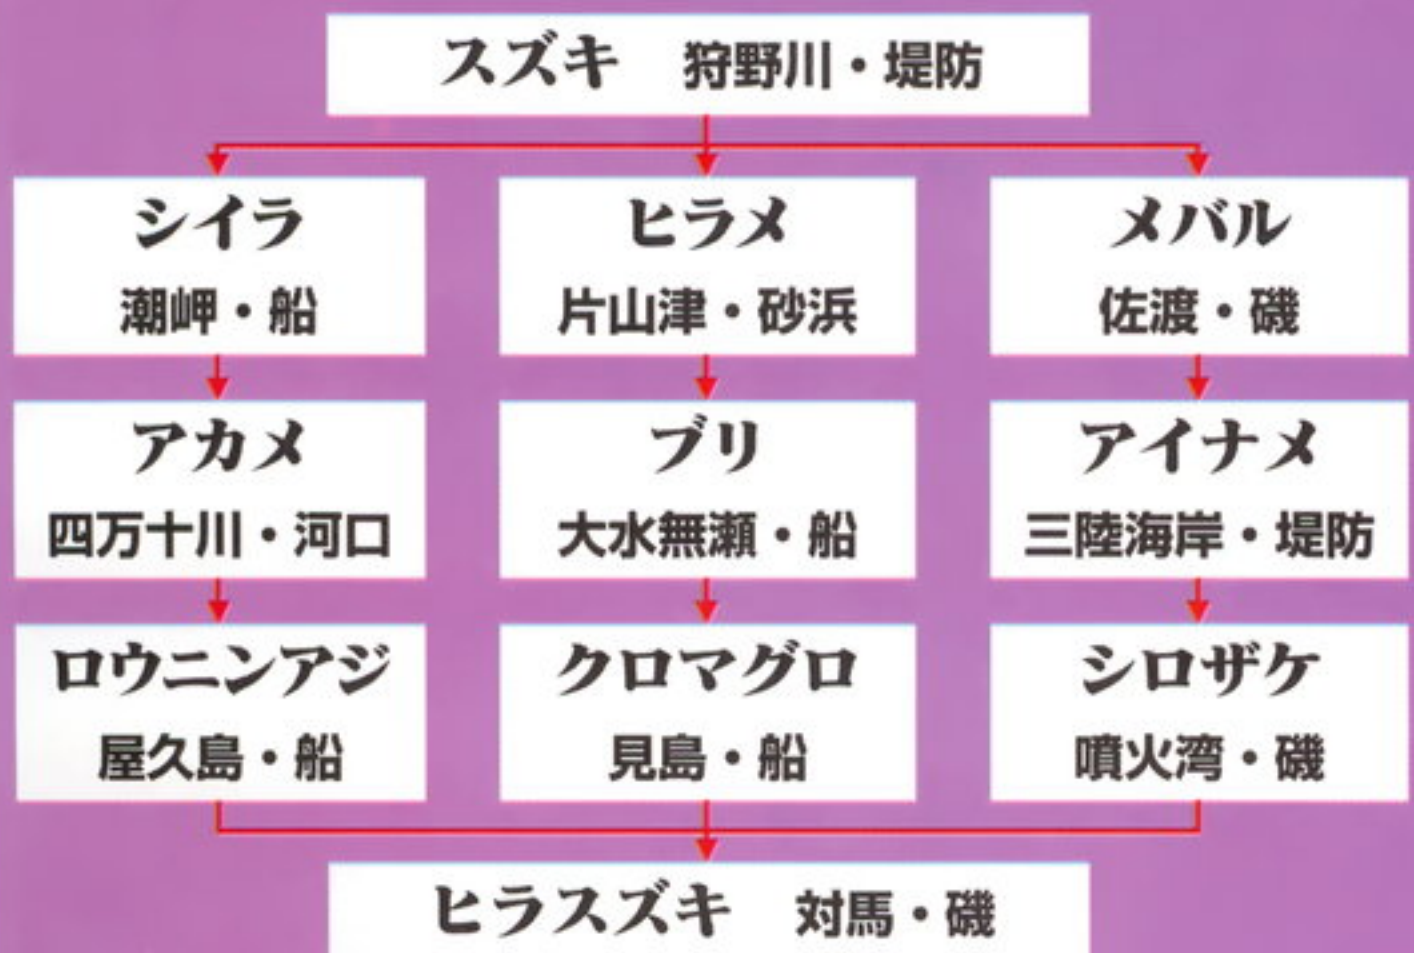 スズキ 狩野川・堤防
シイラ
潮岬・船
ヒラメ
片山津・砂浜
メバル
佐渡・磯
アカメ
四万十川・河口
ブリ
大水無瀬・船
アイナメ
三陸海岸・堤防
ロウニンアジ
屋久島・船
クロマグロ
見島・船
シロザケ
噴火湾・磯
ヒラスズキ 対馬・磯